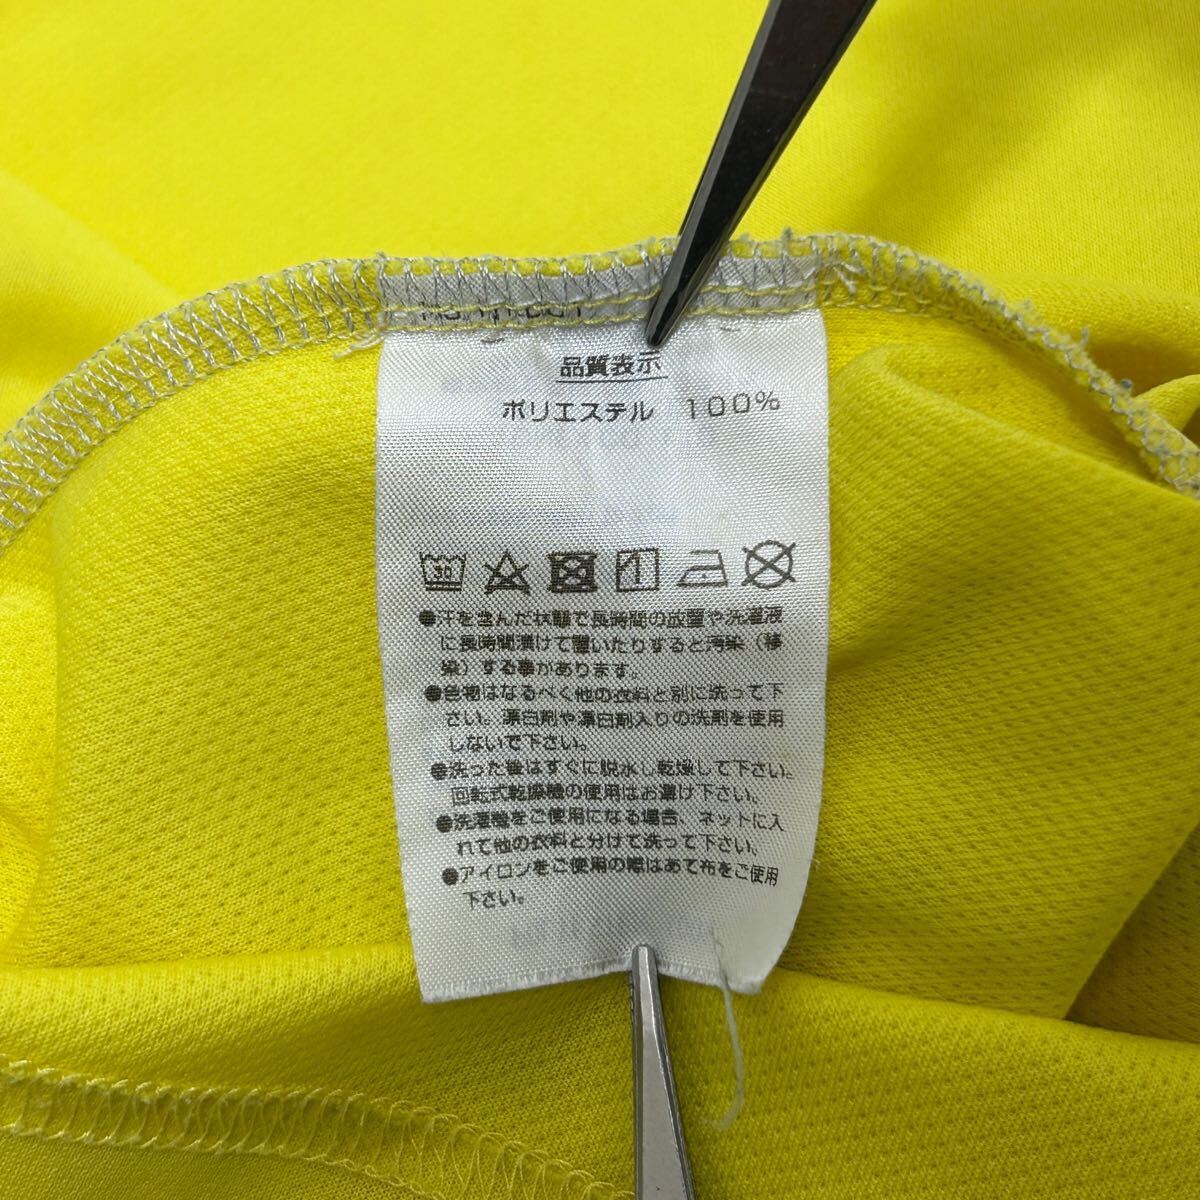 品質表示
ポリエステル 100%
30
●汗を含んだ状態で長時間の放置や洗濯液
に長時間漬けて置いたりすると汚染（移
染）する事があります。
●色物はなるべく他の衣料と別に洗って下
さい。漂白剤や漂白剤入りの洗剤を使用
しないで下さい。
●洗った後はすぐに脱水し乾燥して下さい。
回転式乾燥機の使用はお避け下さい。
●洗濯機をご使用になる場合、ネットに入
れて他の衣料と分けて洗って下さい。
●アイロンをご使用の際はあて布をご使用
下さい。